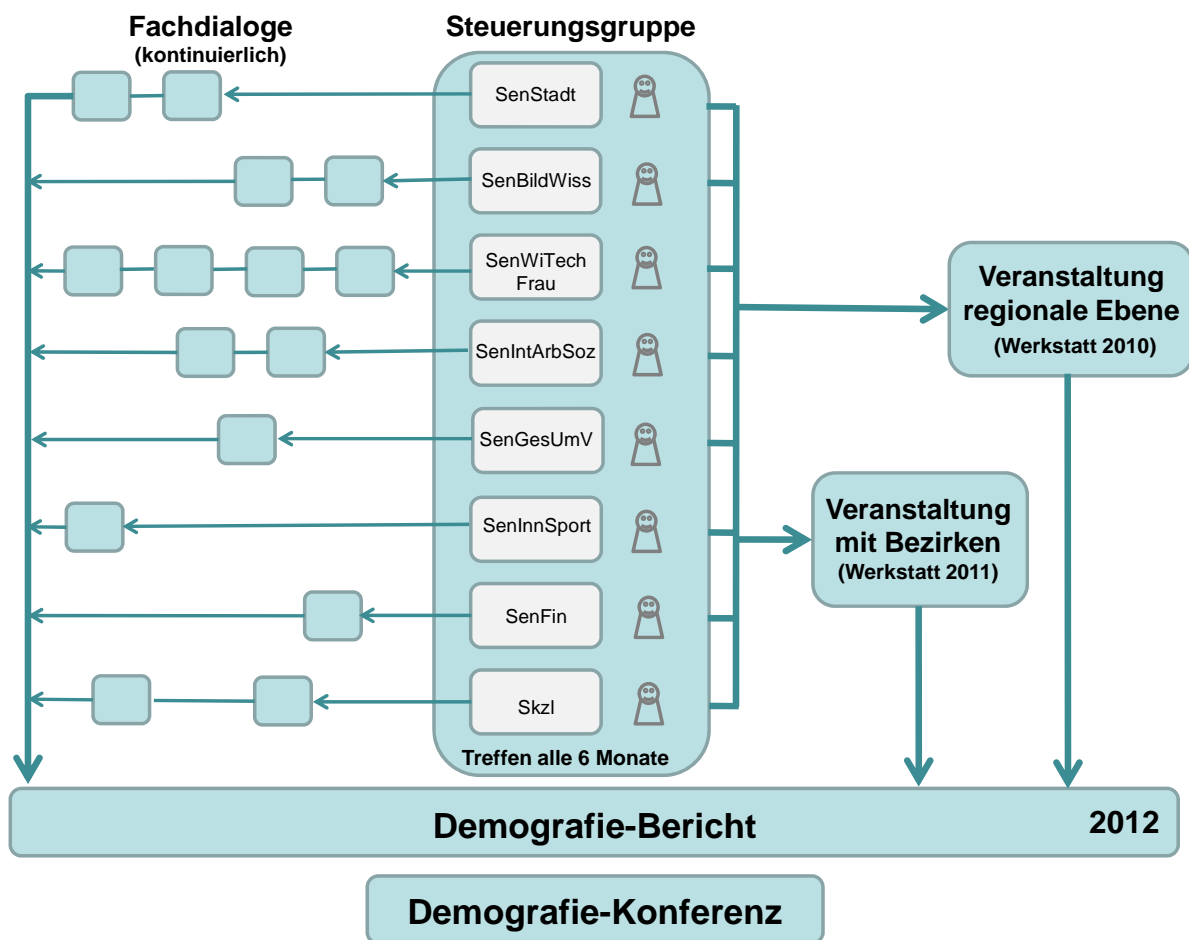 Fachdialoge
(kontinuierlich)
Steuerungsgruppe
SenStadt
SenBildWiss
SenWiTech
Frau
SenIntArbSoz
SenGesUmV
SenInnSport
SenFin
Skzl
Treffen alle 6 Monate
Veranstaltung
regionale Ebene
(Werkstatt 2010)
Veranstaltung
mit Bezirken
(Werkstatt 2011)
Demografie-Bericht
2012
Demografie-Konferenz